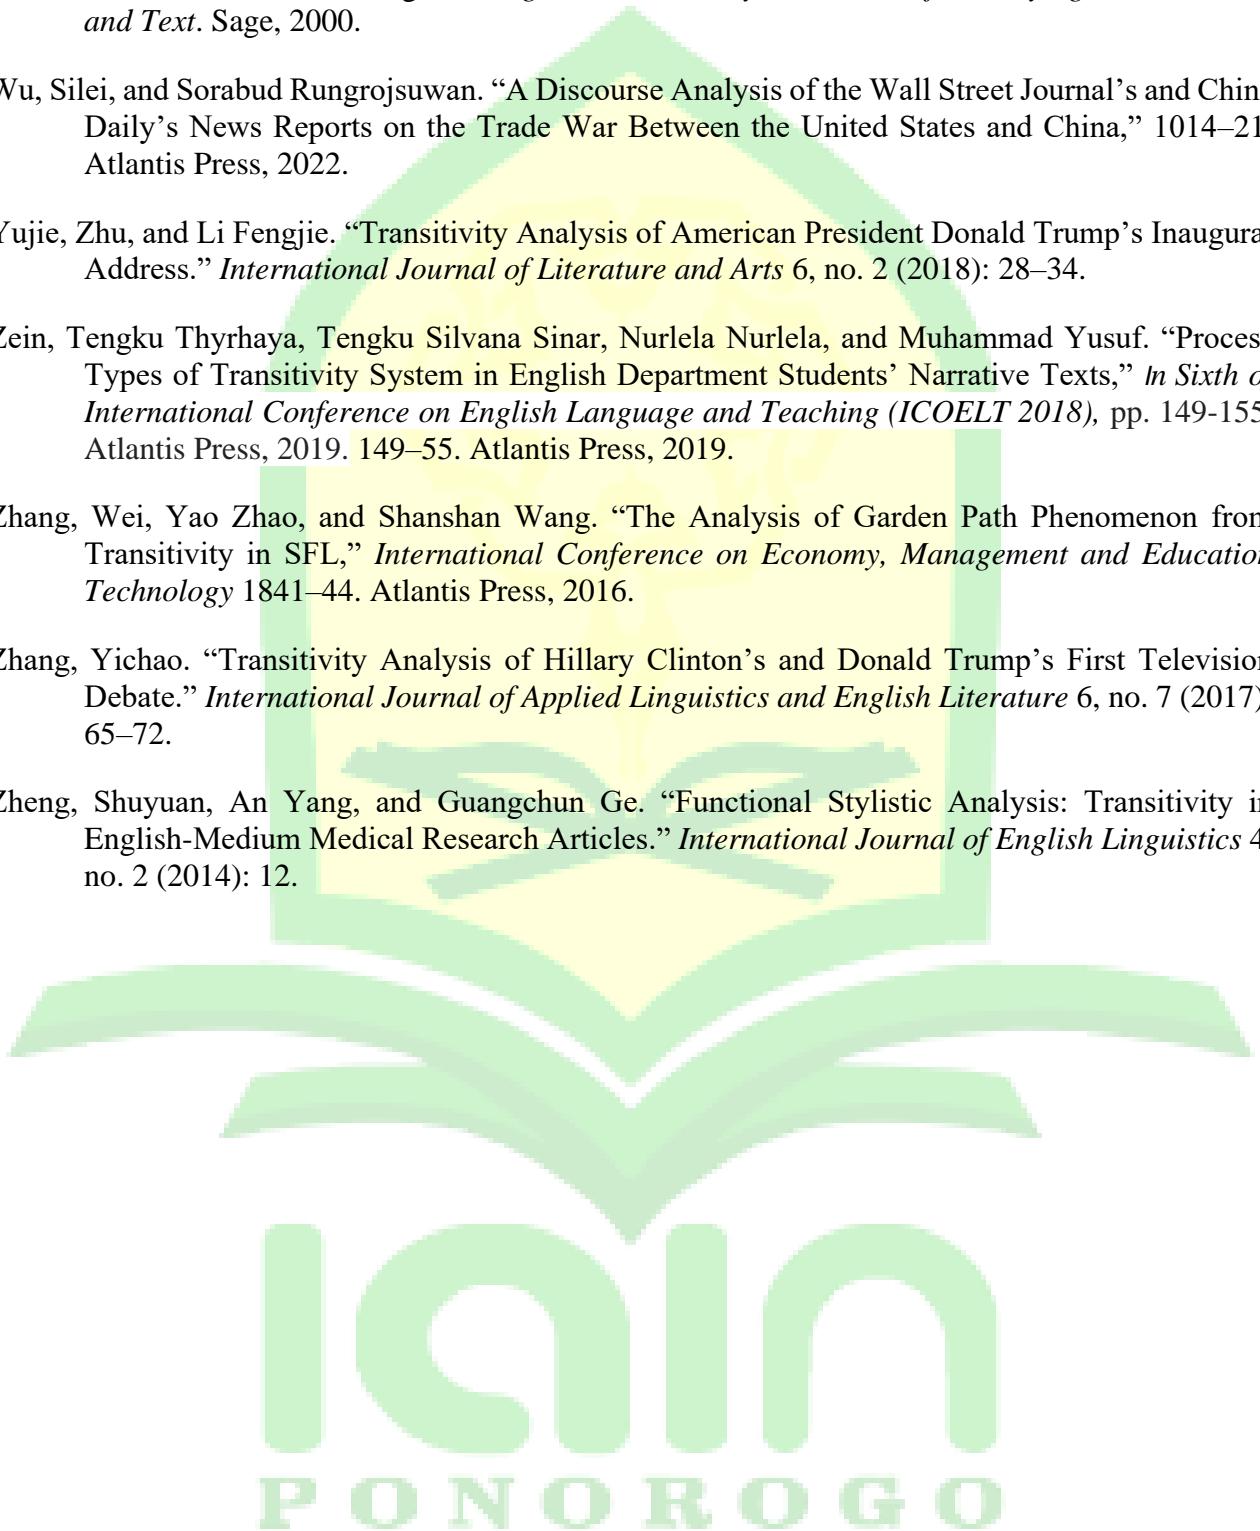 and Text. Sage, 2000.
Wu, Silei, and Sorabud Rungrojsuwan. “A Discourse Analysis of the Wall Street Journal’s and Chin
Daily’s News Reports on the Trade War Between the United States and China,” 1014–21
Atlantis Press, 2022.
Yujie, Zhu, and Li Fengjie. “Transitivity Analysis of American President Donald Trump’s Inaugura
Address.” International Journal of Literature and Arts 6, no. 2 (2018): 28–34.
Zein, Tengku Thyrhaya, Tengku Silvana Sinar, Nurlela Nurlela, and Muhammad Yusuf. “Proces
Types of Transitivity System in English Department Students’ Narrative Texts,” In Sixth o
International Conference on English Language and Teaching (ICOELT 2018), pp. 149-155
Atlantis Press, 2019. 149–55. Atlantis Press, 2019.
Zhang, Wei, Yao Zhao, and Shanshan Wang. “The Analysis of Garden Path Phenomenon from
Transitivity in SFL,” International Conference on Economy, Management and Education
Technology 1841–44. Atlantis Press, 2016.
Zhang, Yichao. “Transitivity Analysis of Hillary Clinton’s and Donald Trump’s First Television
Debate.” International Journal of Applied Linguistics and English Literature 6, no. 7 (2017)
65–72.
Zheng, Shuyuan, An Yang, and Guangchun Ge. “Functional Stylistic Analysis: Transitivity in
English-Medium Medical Research Articles.” International Journal of English Linguistics 4
no. 2 (2014): 12.
iain
PONOROGO